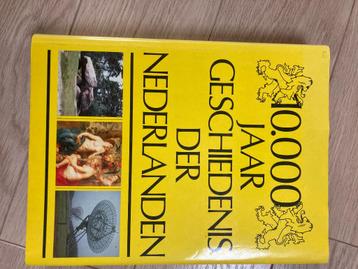 10.000
JAAR
GESCHIEDENIS
DER
NEDERLANDEN